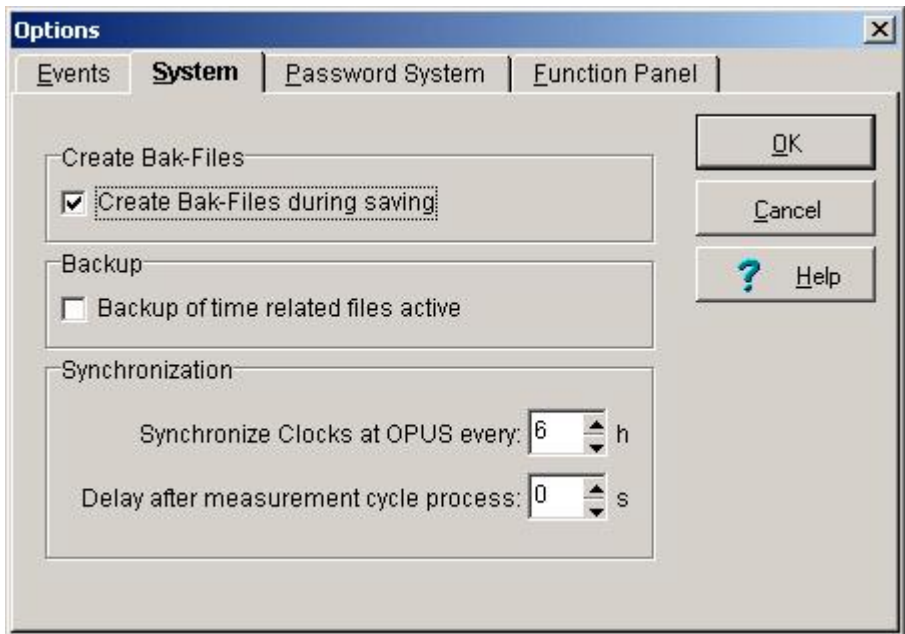 Options
Events System Password System Function Panel
OK
Create Bak-Files
Create Bak-Files during saving
Cancel
Backup
? Help
Backup of time related files active
Synchronization
Synchronize Clocks at OPUS every: 6 h
Delay after measurement cycle process: 0 s